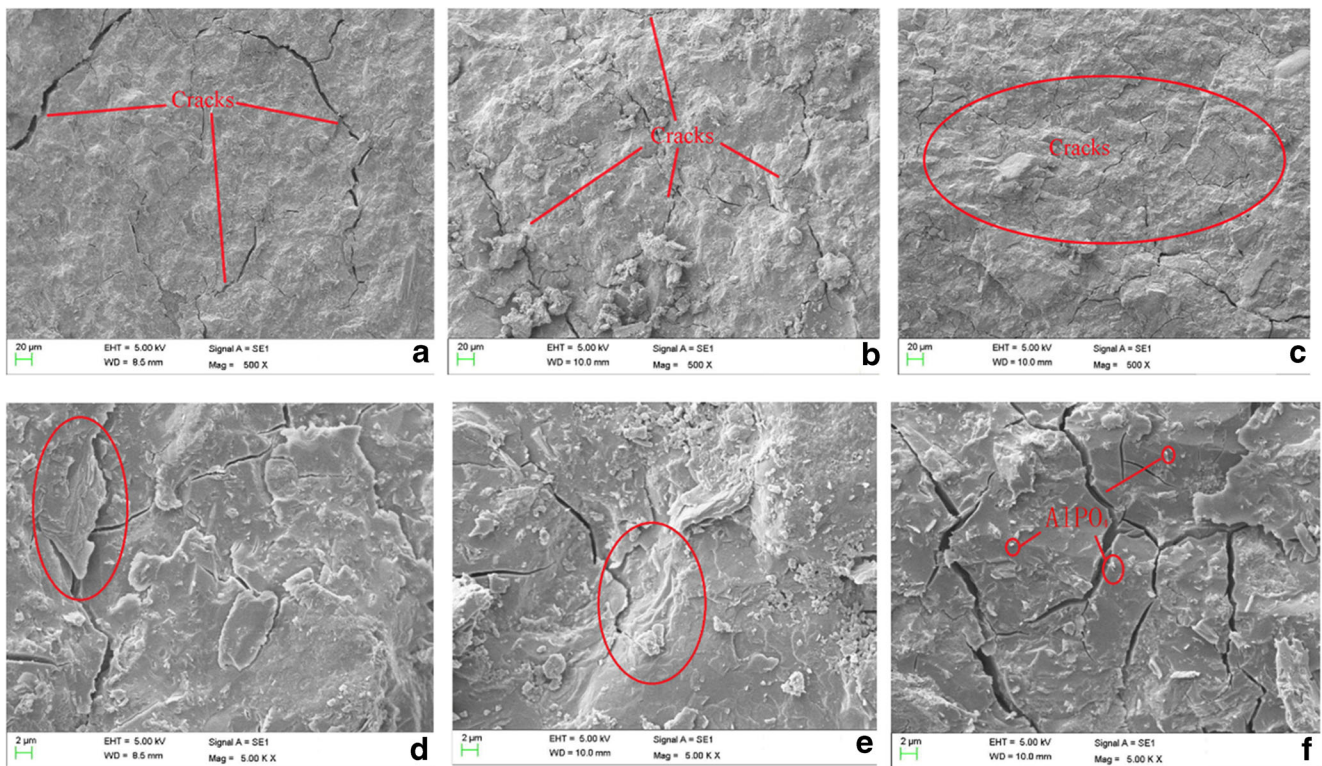 Cracks
Cracks
Cracks
20 µm
EHT = 5.00 kV
Signal A = SE1
WD = 8.5 mm
Mag = 500 X
a
20 µm
EHT = 5.00 kV
Signal A = SE1
WD = 10.0 mm
Mag = 500 X
b
20 µm
EHT = 5.00 kV
Signal A = SE1
WD = 10.0 mm
Mag = 500 X
c
AlPO₄
2 µm
EHT = 5.00 kV
Signal A = SE1
WD = 8.5 mm
Mag = 5.00 K X
d
2 µm
EHT = 5.00 kV
Signal A = SE1
WD = 10.0 mm
Mag = 5.00 K X
e
2 µm
EHT = 5.00 kV
Signal A = SE1
WD = 10.0 mm
Mag = 5.00 K X
f